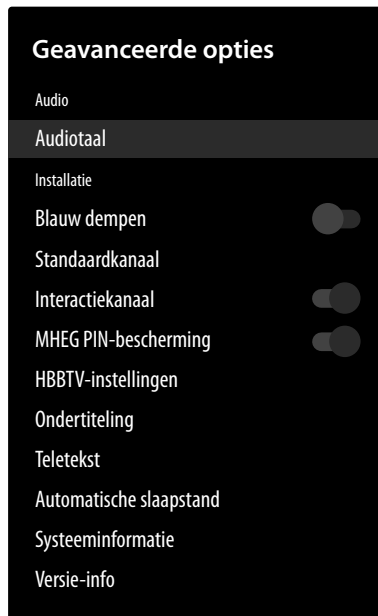 Geavanceerde opties
Audio
Audiotaal
Installatie
Blauw dempen
Standaardkanaal
Interactiekanaal
MHEG PIN-bescherming
HBBTV-instellingen
Ondertiteling
Teletekst
Automatische slaapstand
Systeeminformatie
Versie-info